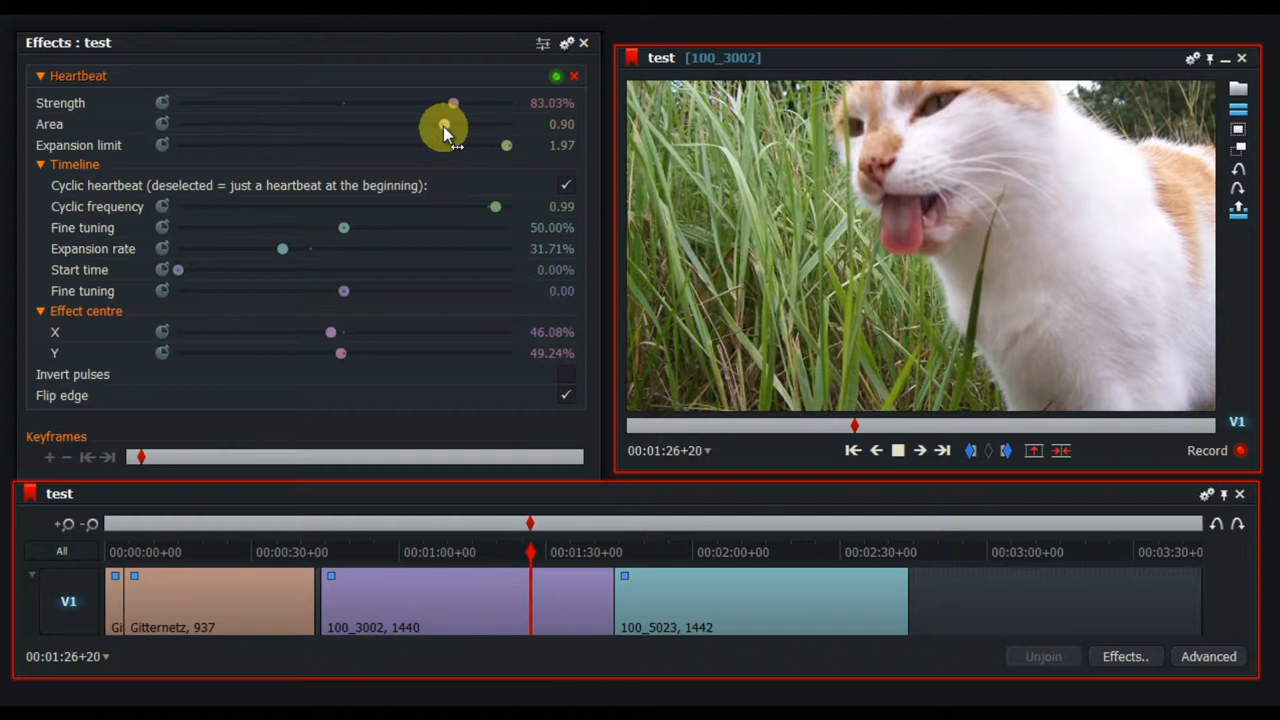 Effects : test
Heartbeat
Strength 83.03%
Area 0.90
Expansion limit 1.97
Timeline
Cyclic heartbeat (deselected = just a heartbeat at the beginning):
Cyclic frequency 0.99
Fine tuning 50.00%
Expansion rate 31.71%
Start time 0.00%
Fine tuning 0.00
Effect centre
X 46.08%
Y 49.24%
Invert pulses
Flip edge
Keyframes
test [100_3002]
V1
00:01:26+20
Record
test
All
00:00:00+00 00:00:30+00 00:01:00+00 00:01:30+00 00:02:00+00 00:02:30+00 00:03:00+00 00:03:30+0
V1
Gi Gitternetz, 937 100_3002, 1440 100_5023, 1442
00:01:26+20
Unjoin Effects.. Advanced